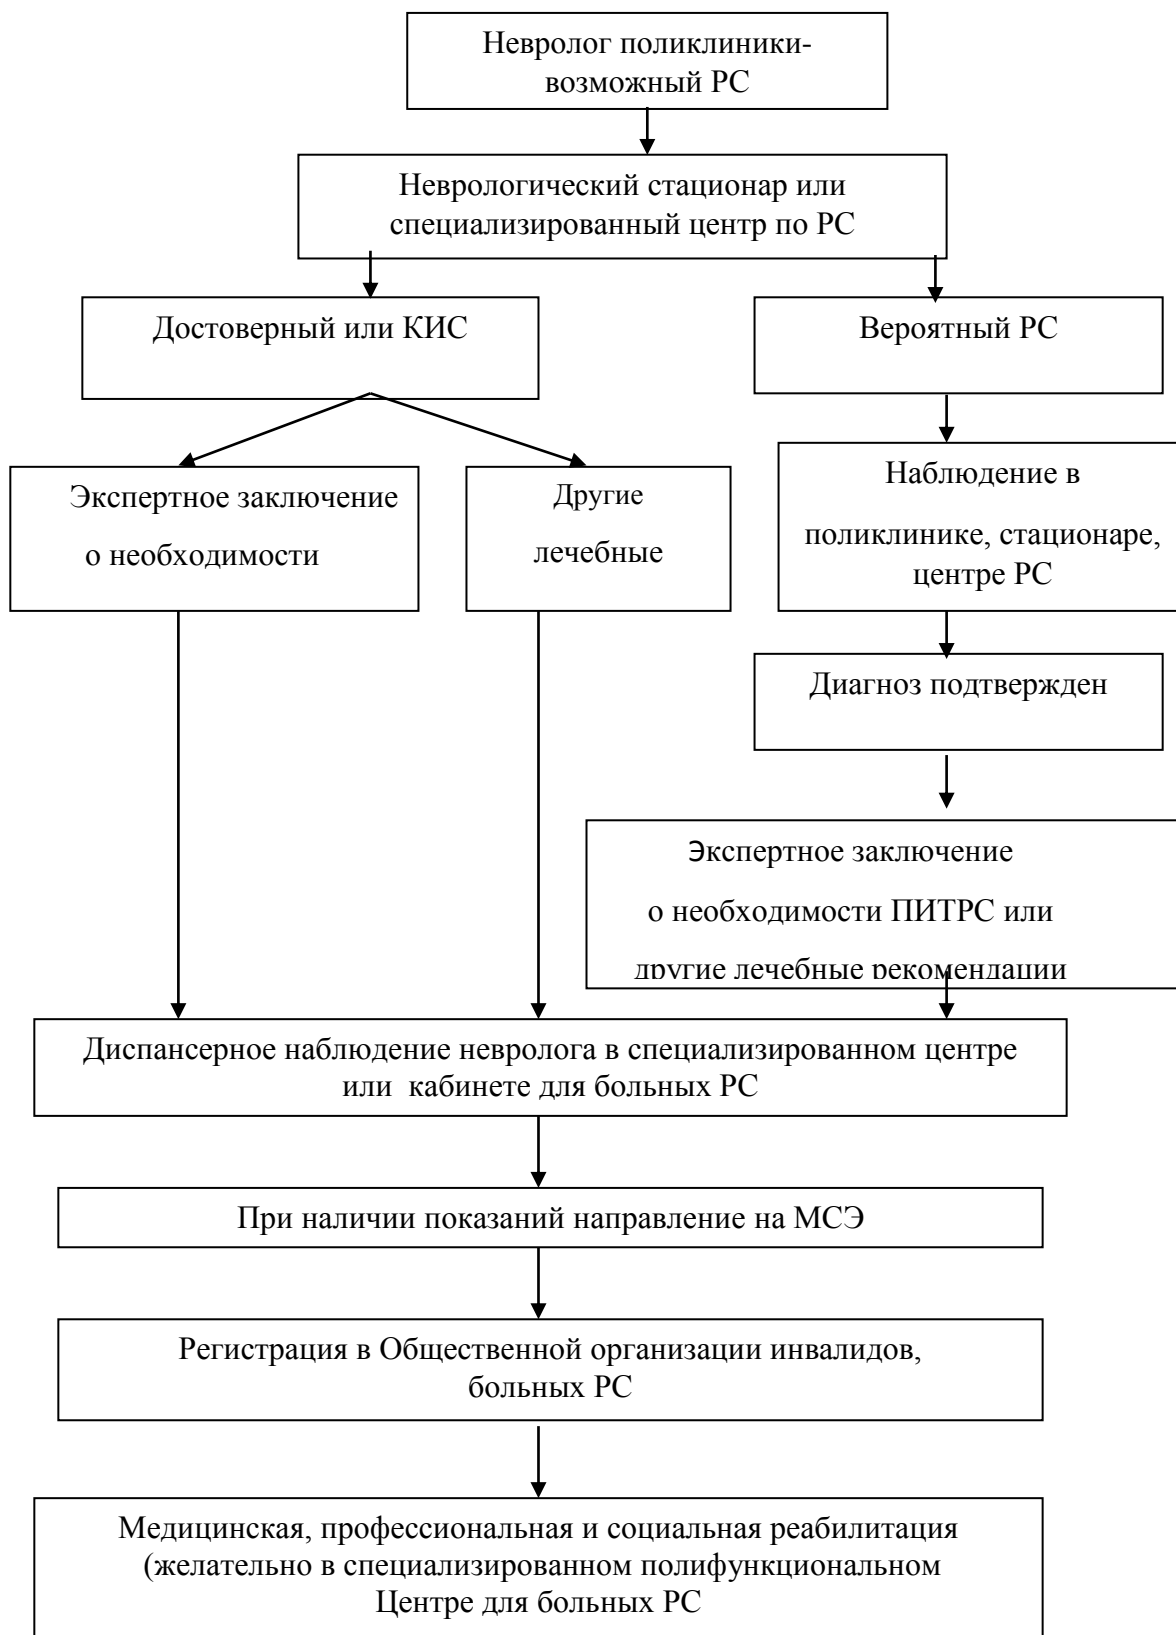 Невролог поликлиники-
возможный РС
Неврологический стационар или
специализированный центр по РС
Достоверный или КИС
Вероятный РС
Экспертное заключение
о необходимости
Другие
лечебные
Наблюдение в
поликлинике, стационаре,
центре РС
Диагноз подтвержден
Экспертное заключение
о необходимости ПИТРС или
другие лечебные рекомендации
Диспансерное наблюдение невролога в специализированном центре
или кабинете для больных РС
При наличии показаний направление на МСЭ
Регистрация в Общественной организации инвалидов,
больных РС
Медицинская, профессиональная и социальная реабилитация
(желательно в специализированном полифункциональном
Центре для больных РС